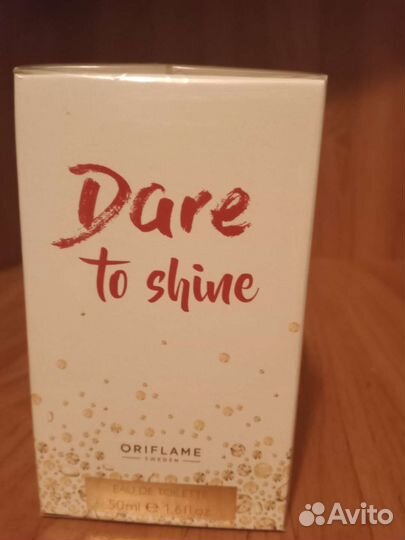 Dare
to shine
ORIFLAME
SWEDEN
EAU DE TOILETTE
50ml ℮ 1.6fl.oz
Avito